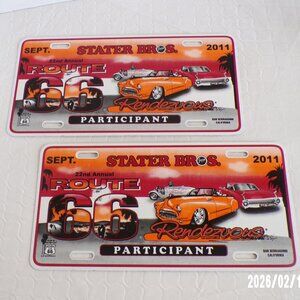 SEPT. STATER BROS. 2011
22nd Annual
ROUTE
66
Rendezvous
SAN BERNARDINO
CALIFORNIA
PARTICIPANT
SEPT. STATER BROS. 2011
22nd Annual
ROUTE
66
Rendezvous
SAN BERNARDINO
CALIFORNIA
PARTICIPANT